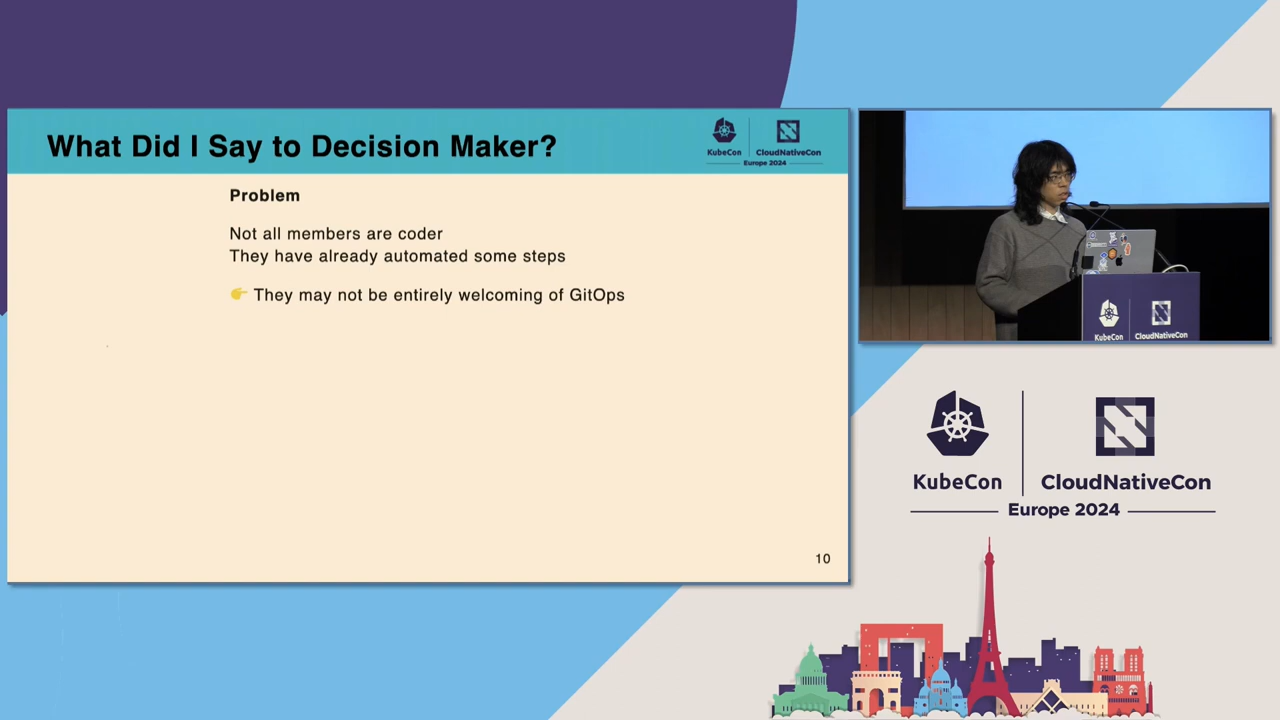 What Did I Say to Decision Maker?
KubeCon
CloudNativeCon
Europe 2024
Problem
Not all members are coder
They have already automated some steps
👉 They may not be entirely welcoming of GitOps
10
KubeCon
CloudNativeCon
KubeCon
CloudNativeCon
Europe 2024